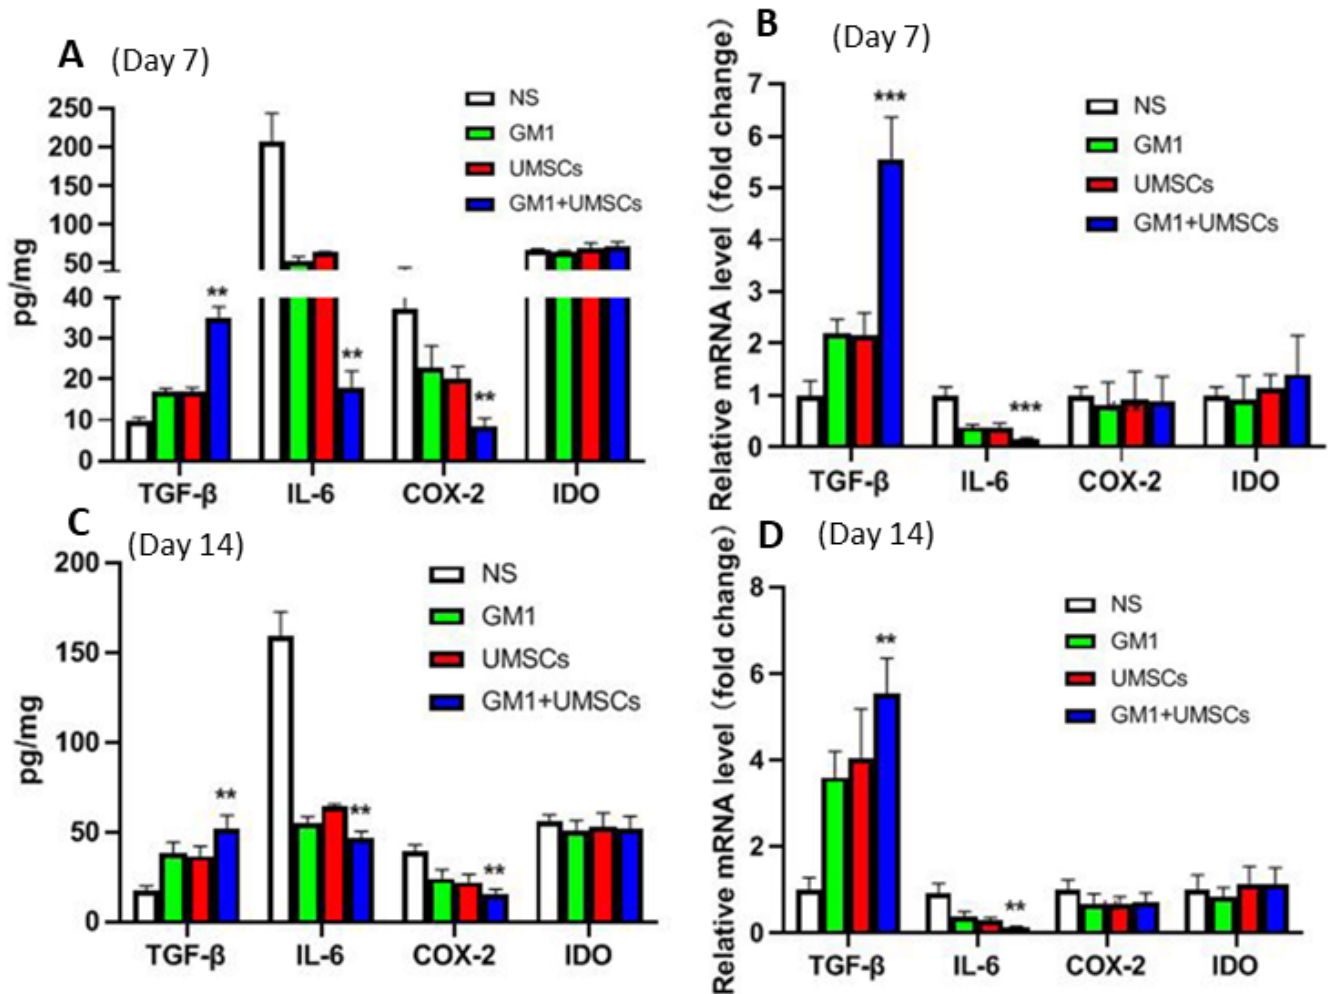 A (Day 7)
250
200
150
100
50
40
30
20
10
0
pg/mg
NS
GM1
UMSCs
GM1+UMSCs
**
**
**
TGF-β IL-6 COX-2 IDO
B (Day 7)
7
6
5
4
3
2
1
0
Relative mRNA level (fold change)
NS
GM1
UMSCs
GM1+UMSCs
***
***
TGF-β IL-6 COX-2 IDO
C (Day 14)
200
150
100
50
0
pg/mg
NS
GM1
UMSCs
GM1+UMSCs
**
**
**
TGF-β IL-6 COX-2 IDO
D (Day 14)
8
6
4
2
0
Relative mRNA level (fold change)
NS
GM1
UMSCs
GM1+UMSCs
**
**
TGF-β IL-6 COX-2 IDO